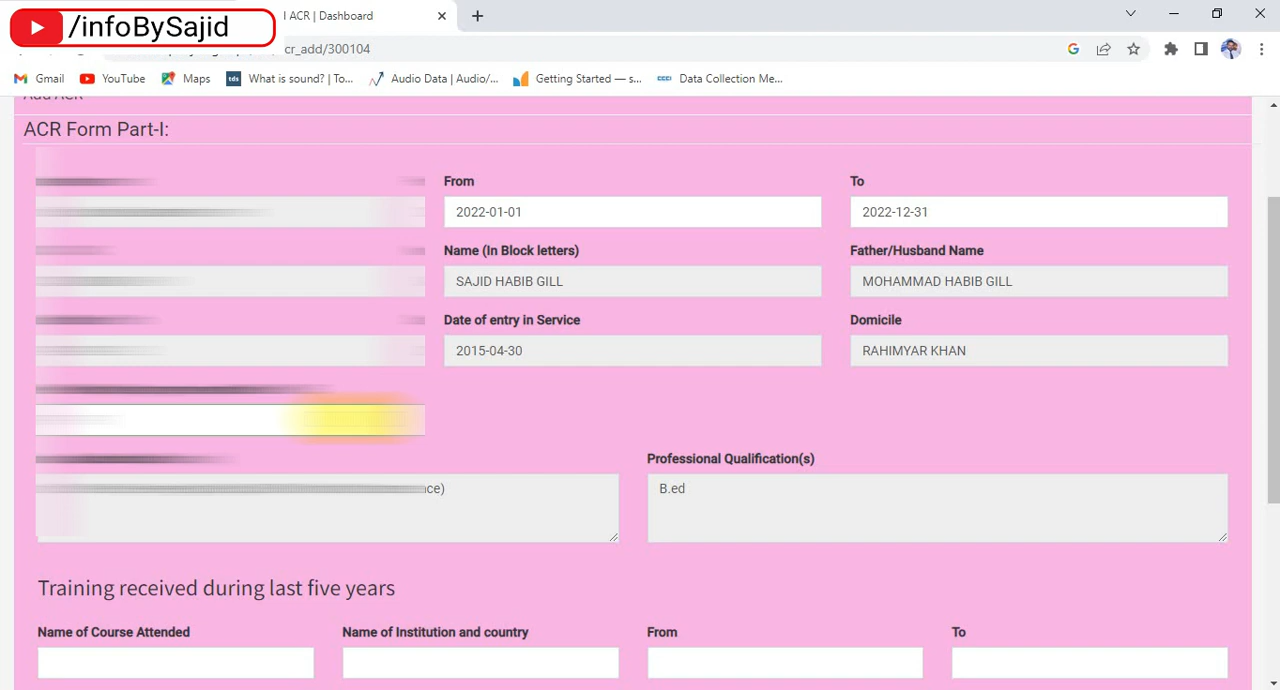 /infoBySajid
ACR | Dashboard
cr_add/300104
Gmail YouTube Maps What is sound? | To... Audio Data | Audio/... Getting Started — s... Data Collection Me...
Add ACR
ACR Form Part-I:
From To
2022-01-01 2022-12-31
Name (In Block letters) Father/Husband Name
SAJID HABIB GILL MOHAMMAD HABIB GILL
Date of entry in Service Domicile
2015-04-30 RAHIMYAR KHAN
Professional Qualification(s)
ce) B.ed
Training received during last five years
Name of Course Attended Name of Institution and country From To